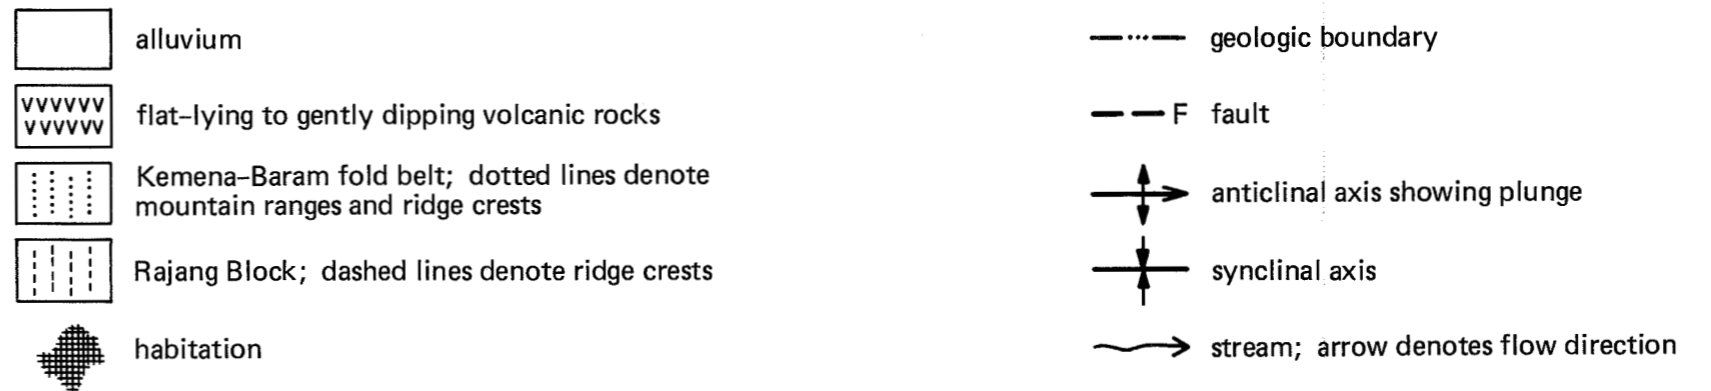 alluvium
flat-lying to gently dipping volcanic rocks
Kemena-Baram fold belt; dotted lines denote
mountain ranges and ridge crests
Rajang Block; dashed lines denote ridge crests
habitation
geologic boundary
F fault
anticlinal axis showing plunge
synclinal axis
stream; arrow denotes flow direction